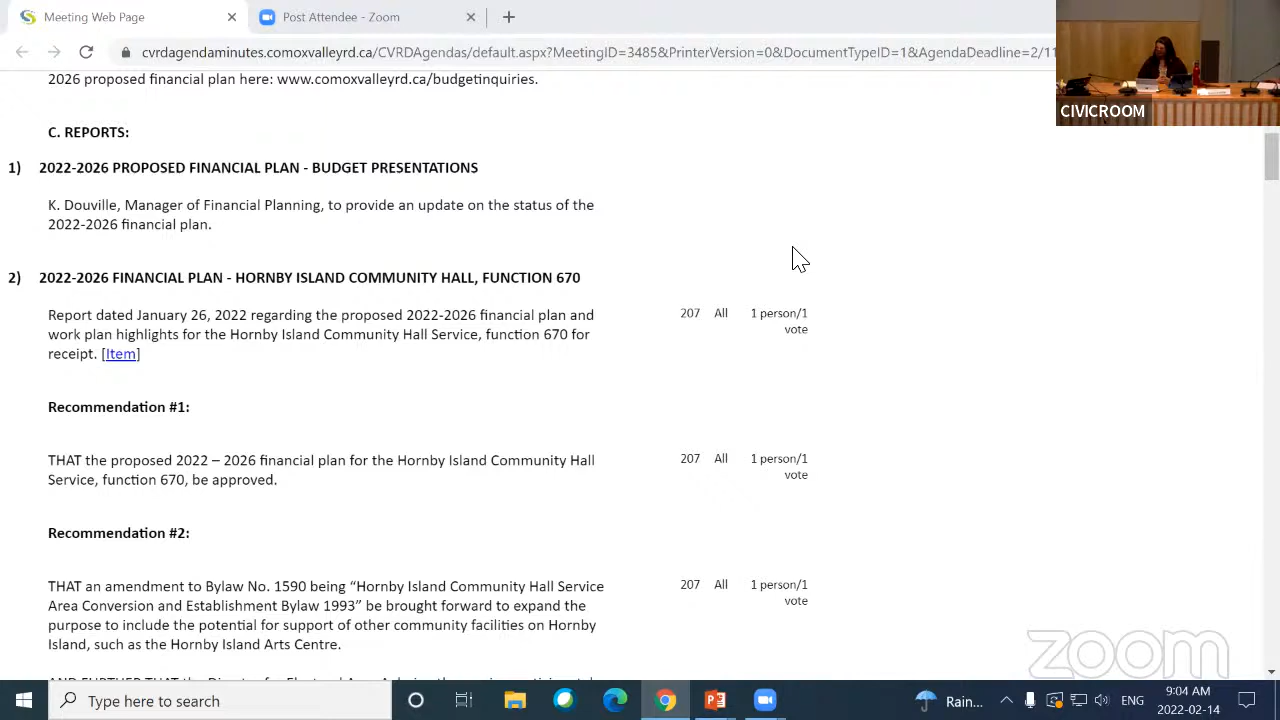 Meeting Web Page
Post Attendee - Zoom
cvrdagendaminutes.comoxvalleyrd.ca/CVRDAgendas/default.aspx?MeetingID=3485&PrinterVersion=0&DocumentTypeID=1&AgendaDeadline=2/11
CIVICROOM
2026 proposed financial plan here: www.comoxvalleyrd.ca/budgetinquiries.
C. REPORTS:
1) 2022-2026 PROPOSED FINANCIAL PLAN - BUDGET PRESENTATIONS
K. Douville, Manager of Financial Planning, to provide an update on the status of the
2022-2026 financial plan.
2) 2022-2026 FINANCIAL PLAN - HORNBY ISLAND COMMUNITY HALL, FUNCTION 670
Report dated January 26, 2022 regarding the proposed 2022-2026 financial plan and 207 All 1 person/1
work plan highlights for the Hornby Island Community Hall Service, function 670 for vote
receipt. [Item]
Recommendation #1:
THAT the proposed 2022 – 2026 financial plan for the Hornby Island Community Hall 207 All 1 person/1
Service, function 670, be approved. vote
Recommendation #2:
THAT an amendment to Bylaw No. 1590 being “Hornby Island Community Hall Service 207 All 1 person/1
Area Conversion and Establishment Bylaw 1993” be brought forward to expand the vote
purpose to include the potential for support of other community facilities on Hornby
Island, such as the Hornby Island Arts Centre.
AND FURTHER THAT the Director for Electoral Area A
zoom
Type here to search
Rain...
ENG
9:04 AM
2022-02-14